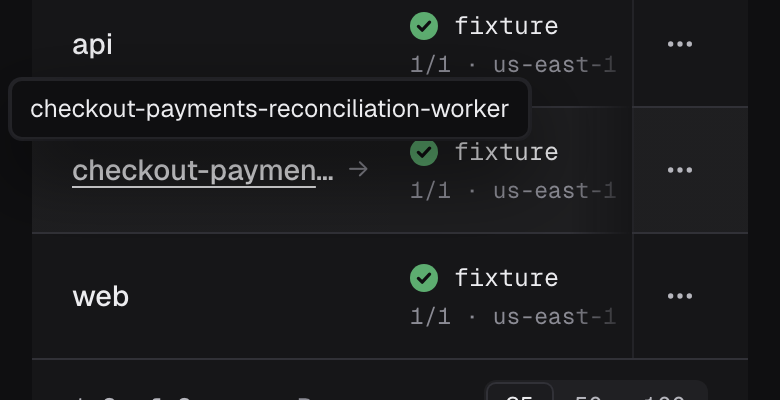 api
fixture
1/1 · us-east-1
checkout-payments-reconciliation-worker
checkout-paymen... →
fixture
1/1 · us-east-1
web
fixture
1/1 · us-east-1